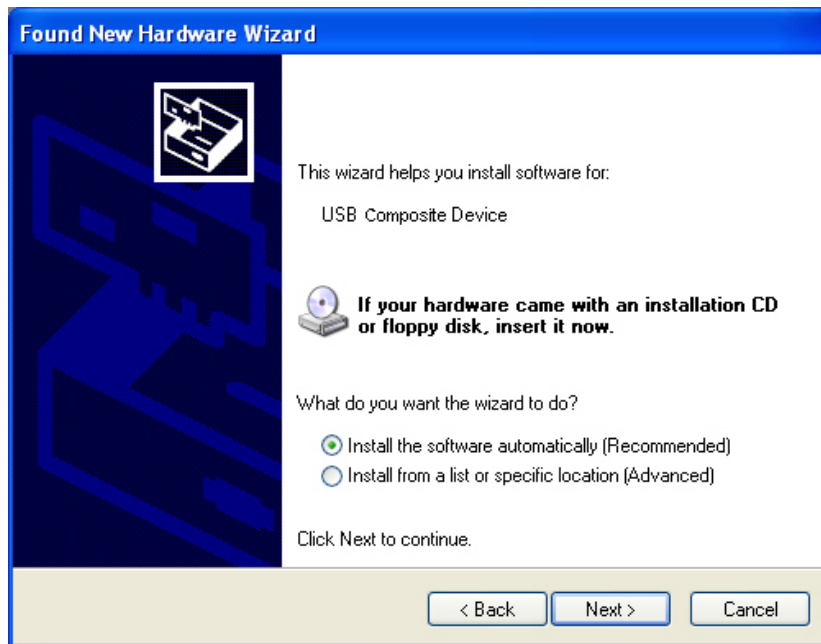 Found New Hardware Wizard
This wizard helps you install software for:
USB Composite Device
If your hardware came with an installation CD
or floppy disk, insert it now.
What do you want the wizard to do?
Install the software automatically (Recommended)
Install from a list or specific location (Advanced)
Click Next to continue.
< Back
Next >
Cancel